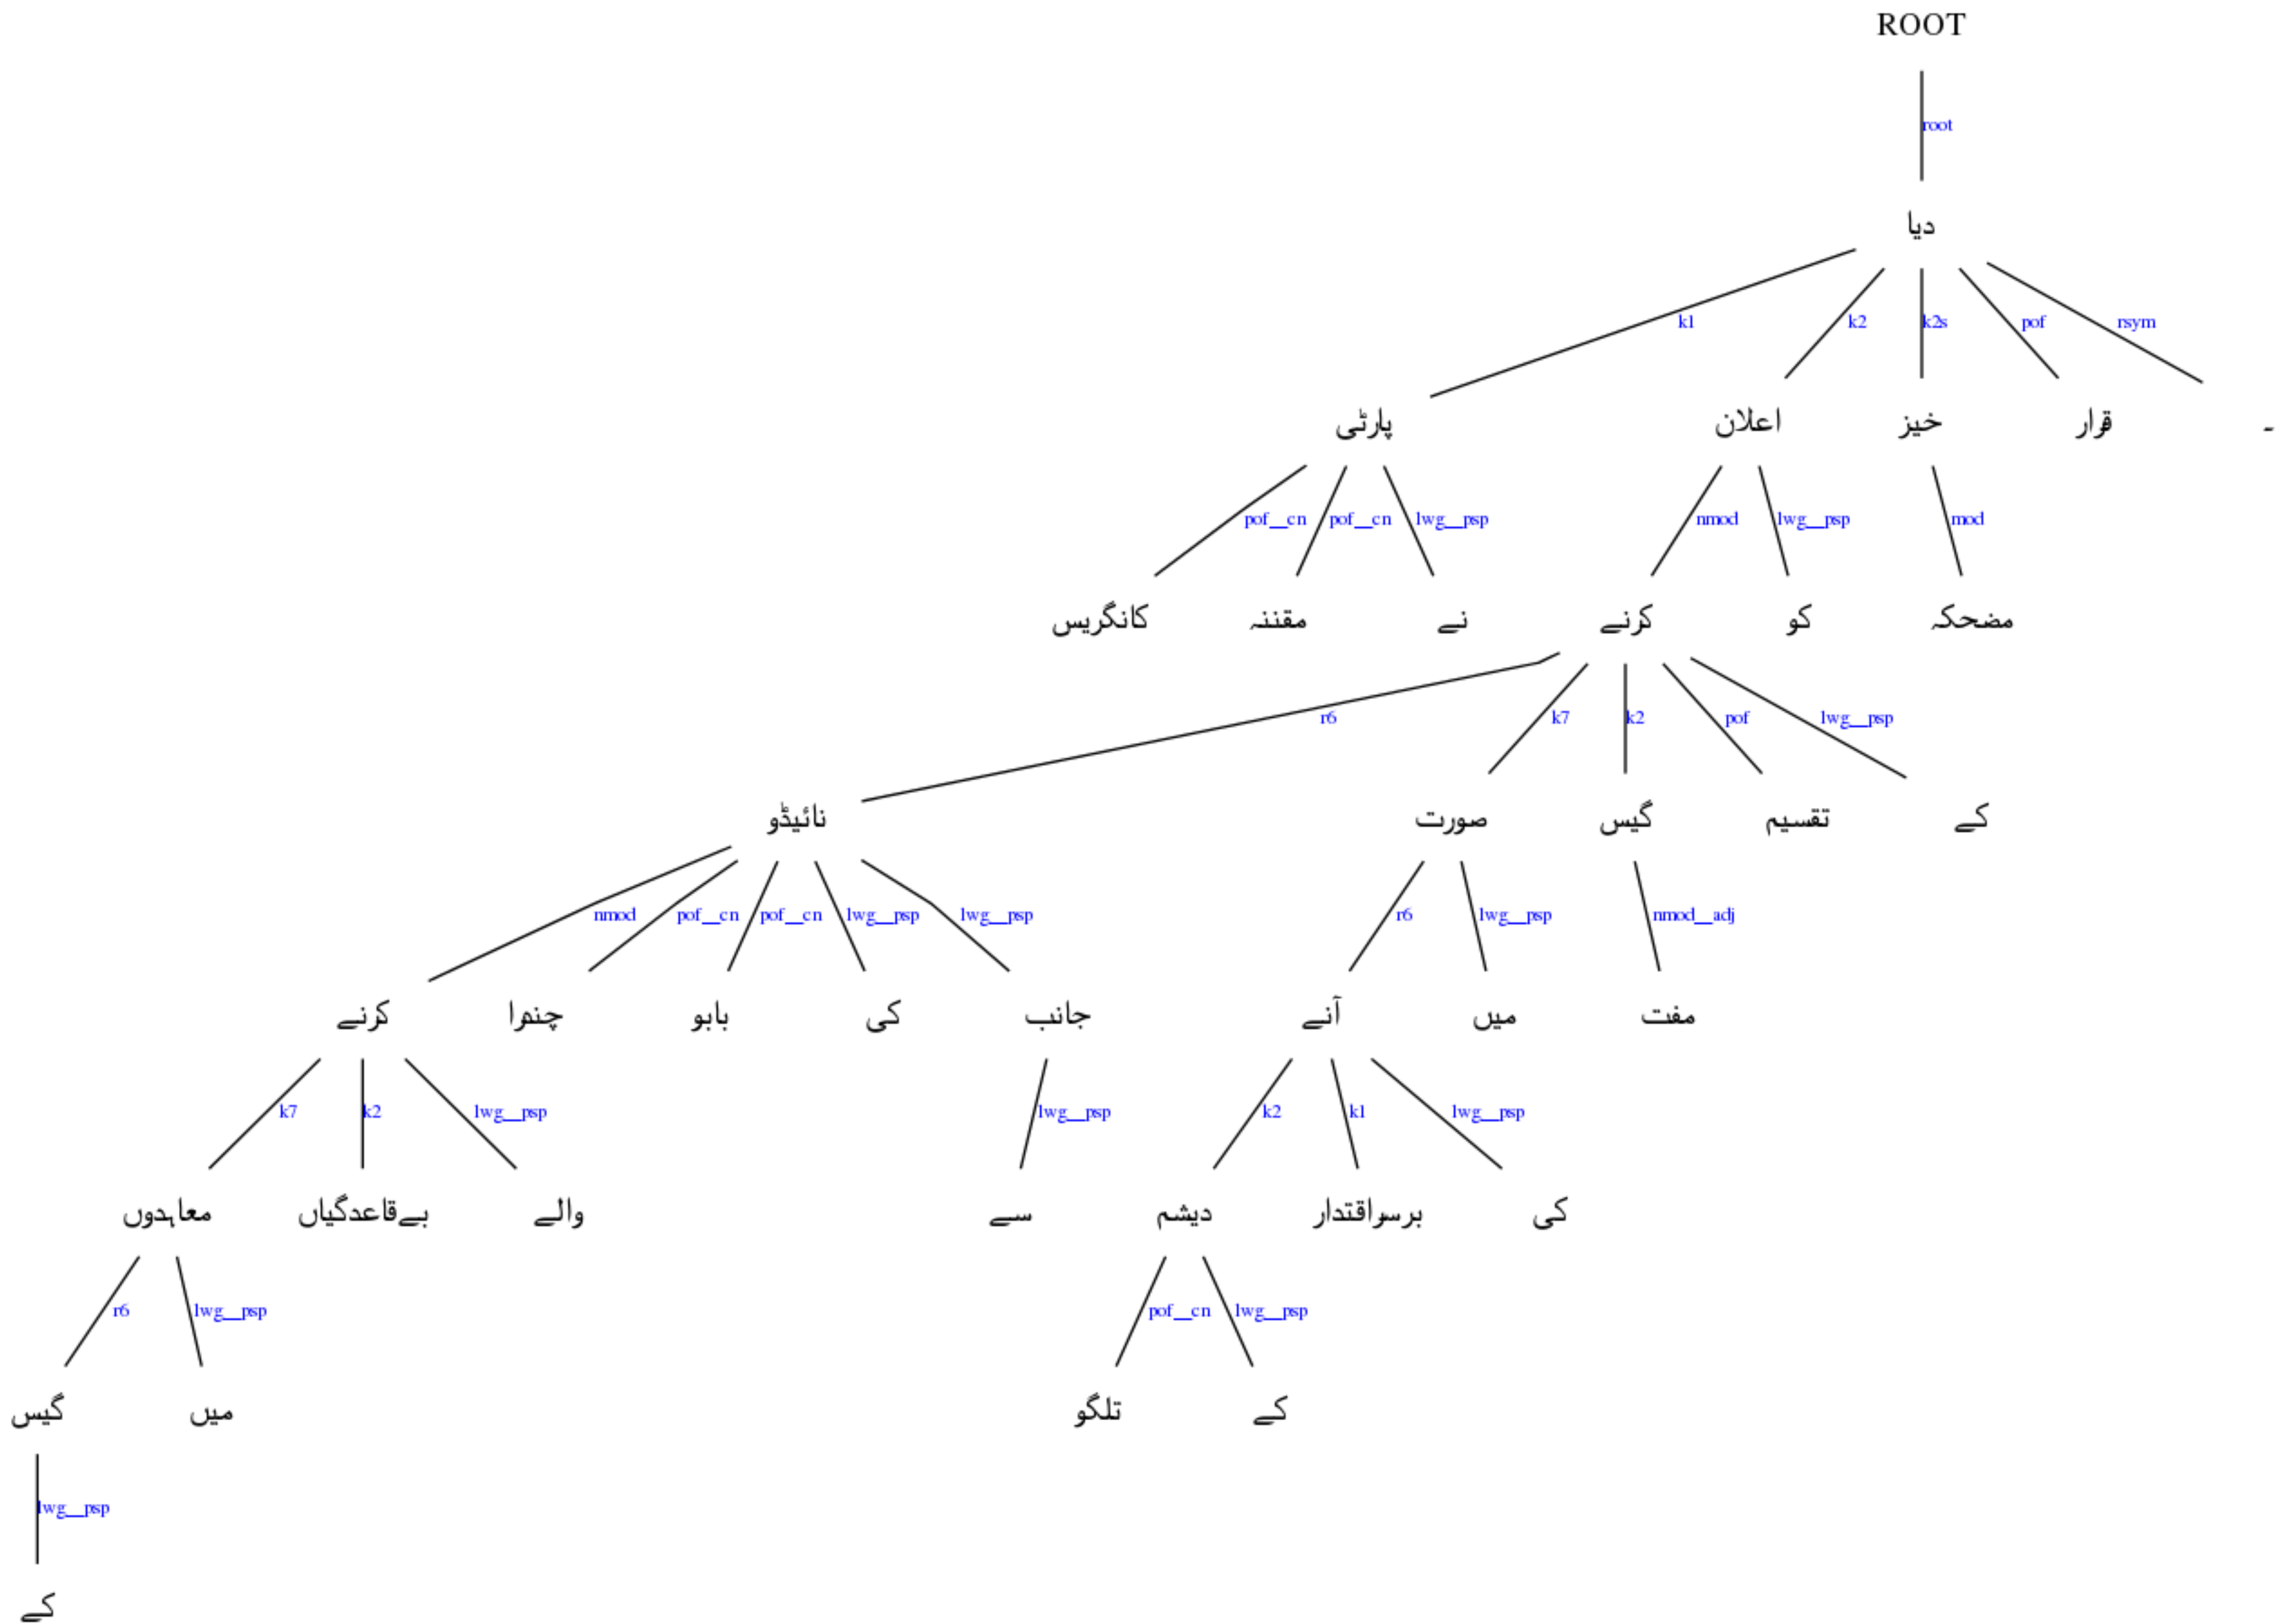 ROOT
root
دیا
k1 k2 k2s pof rsym
پارٹی اعلان خیز قرار ۔
pof__cn pof__cn lwg__psp nmod lwg__psp mod
کانگریس مقننہ نے کرنے کو مضحکہ
r6 k7 k2 pof lwg__psp
نائیڈو صورت گیس تقسیم کے
nmod pof__cn pof__cn lwg__psp lwg__psp r6 lwg__psp nmod__adj
کرنے چندرا بابو کی جانب آنے میں مفت
k7 k2 lwg__psp lwg__psp k2 k1 lwg__psp
معاہدوں بےقاعدگیاں والے سے دیشم برسراقتدار کی
r6 lwg__psp pof__cn lwg__psp
گیس میں تلگو کے
lwg__psp
کے